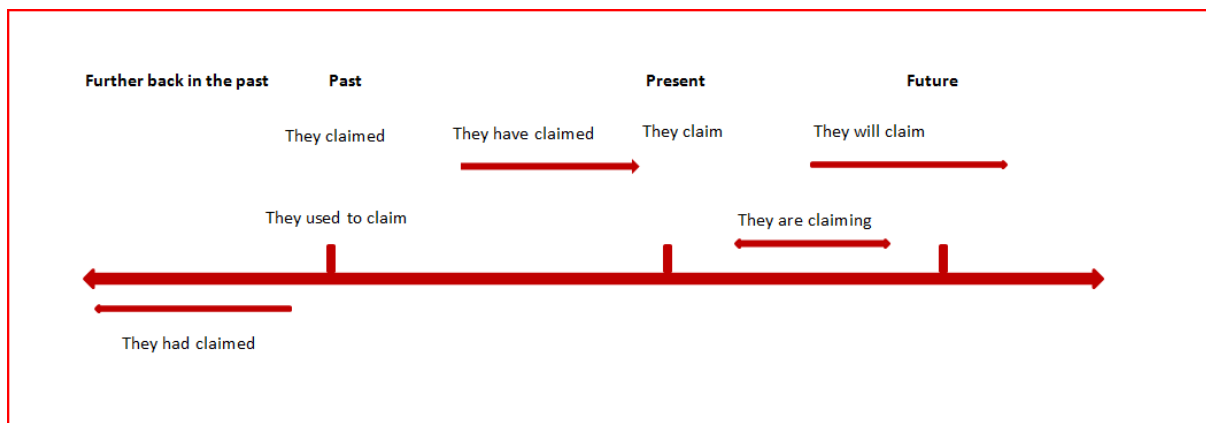 Further back in the past Past Present Future
They claimed They have claimed They claim They will claim
They used to claim They are claiming
They had claimed